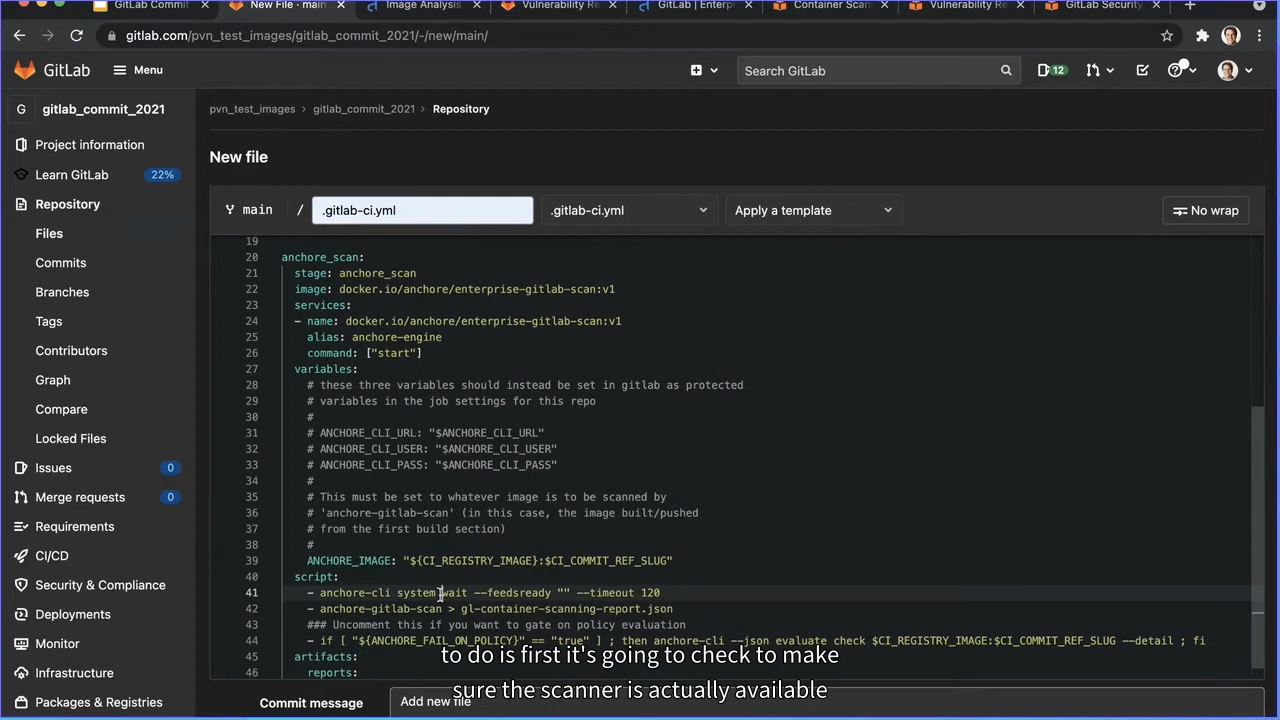 GitLab Commit
New File · main
Image Analysis
Vulnerability Re
GitLab | Enterp
Container Scan
Vulnerability Re
GitLab Security
gitlab.com/pvn_test_images/gitlab_commit_2021/-/new/main/
GitLab
Menu
Search GitLab
12
G
gitlab_commit_2021
Project information
Learn GitLab 22%
Repository
Files
Commits
Branches
Tags
Contributors
Graph
Compare
Locked Files
Issues 0
Merge requests 0
Requirements
CI/CD
Security & Compliance
Deployments
Monitor
Infrastructure
Packages & Registries
pvn_test_images > gitlab_commit_2021 > Repository
New file
main / .gitlab-ci.yml .gitlab-ci.yml Apply a template No wrap
19
20 anchore_scan:
21 stage: anchore_scan
22 image: docker.io/anchore/enterprise-gitlab-scan:v1
23 services:
24 - name: docker.io/anchore/enterprise-gitlab-scan:v1
25 alias: anchore-engine
26 command: ["start"]
27 variables:
28 # these three variables should instead be set in gitlab as protected
29 # variables in the job settings for this repo
30 #
31 # ANCHORE_CLI_URL: "$ANCHORE_CLI_URL"
32 # ANCHORE_CLI_USER: "$ANCHORE_CLI_USER"
33 # ANCHORE_CLI_PASS: "$ANCHORE_CLI_PASS"
34 #
35 # This must be set to whatever image is to be scanned by
36 # 'anchore-gitlab-scan' (in this case, the image built/pushed
37 # from the first build section)
38 #
39 ANCHORE_IMAGE: "${CI_REGISTRY_IMAGE}:$CI_COMMIT_REF_SLUG"
40 script:
41 - anchore-cli system wait --feedsready "" --timeout 120
42 - anchore-gitlab-scan > gl-container-scanning-report.json
43 ### Uncomment this if you want to gate on policy evaluation
44 - if [ "${ANCHORE_FAIL_ON_POLICY}" == "true" ] ; then anchore-cli --json evaluate check $CI_REGISTRY_IMAGE:$CI_COMMIT_REF_SLUG --detail ; fi
45 artifacts:
46 reports:
to do is first it's going to check to make
sure the scanner is actually available
Commit message
Add new file